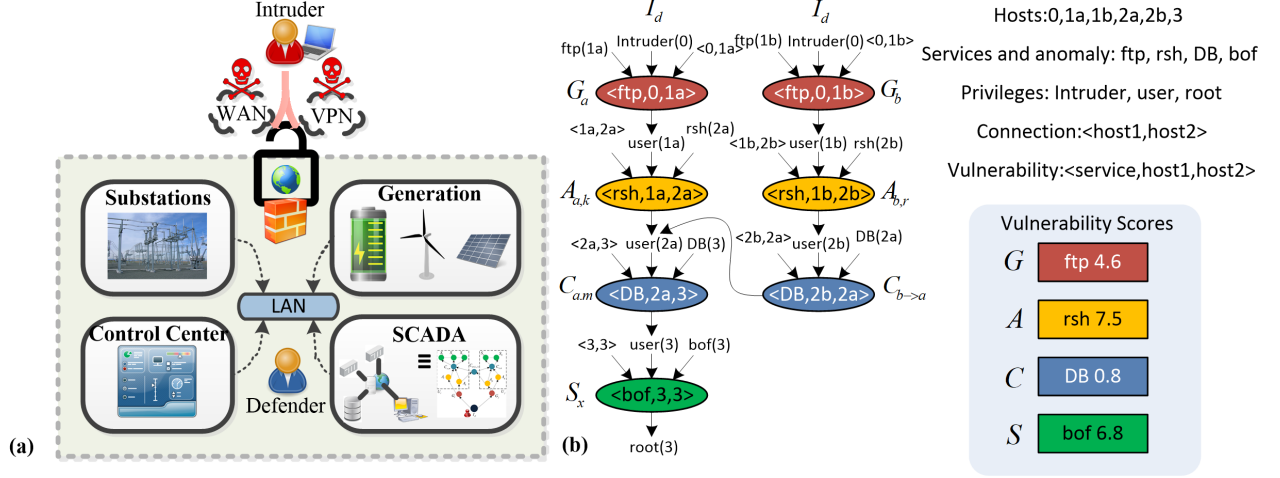 Intruder
WAN
VPN
Substations
Generation
LAN
Control Center
SCADA
Defender
(a)
I_d
I_d
ftp(1a) Intruder(0) <0,1a>
ftp(1b) Intruder(0) <0,1b>
G_a <ftp,0,1a>
<ftp,0,1b> G_b
<1a,2a> user(1a) rsh(2a)
<1b,2b> user(1b) rsh(2b)
A_a,k <rsh,1a,2a>
<rsh,1b,2b> A_b,r
<2a,3> user(2a) DB(3)
<2b,2a> user(2b) DB(2a)
C_a.m <DB,2a,3>
<DB,2b,2a> C_b->a
<3,3> user(3) bof(3)
S_x <bof,3,3>
root(3)
(b)
Hosts:0,1a,1b,2a,2b,3
Services and anomaly: ftp, rsh, DB, bof
Privileges: Intruder, user, root
Connection:<host1,host2>
Vulnerability:<service,host1,host2>
Vulnerability Scores
G ftp 4.6
A rsh 7.5
C DB 0.8
S bof 6.8